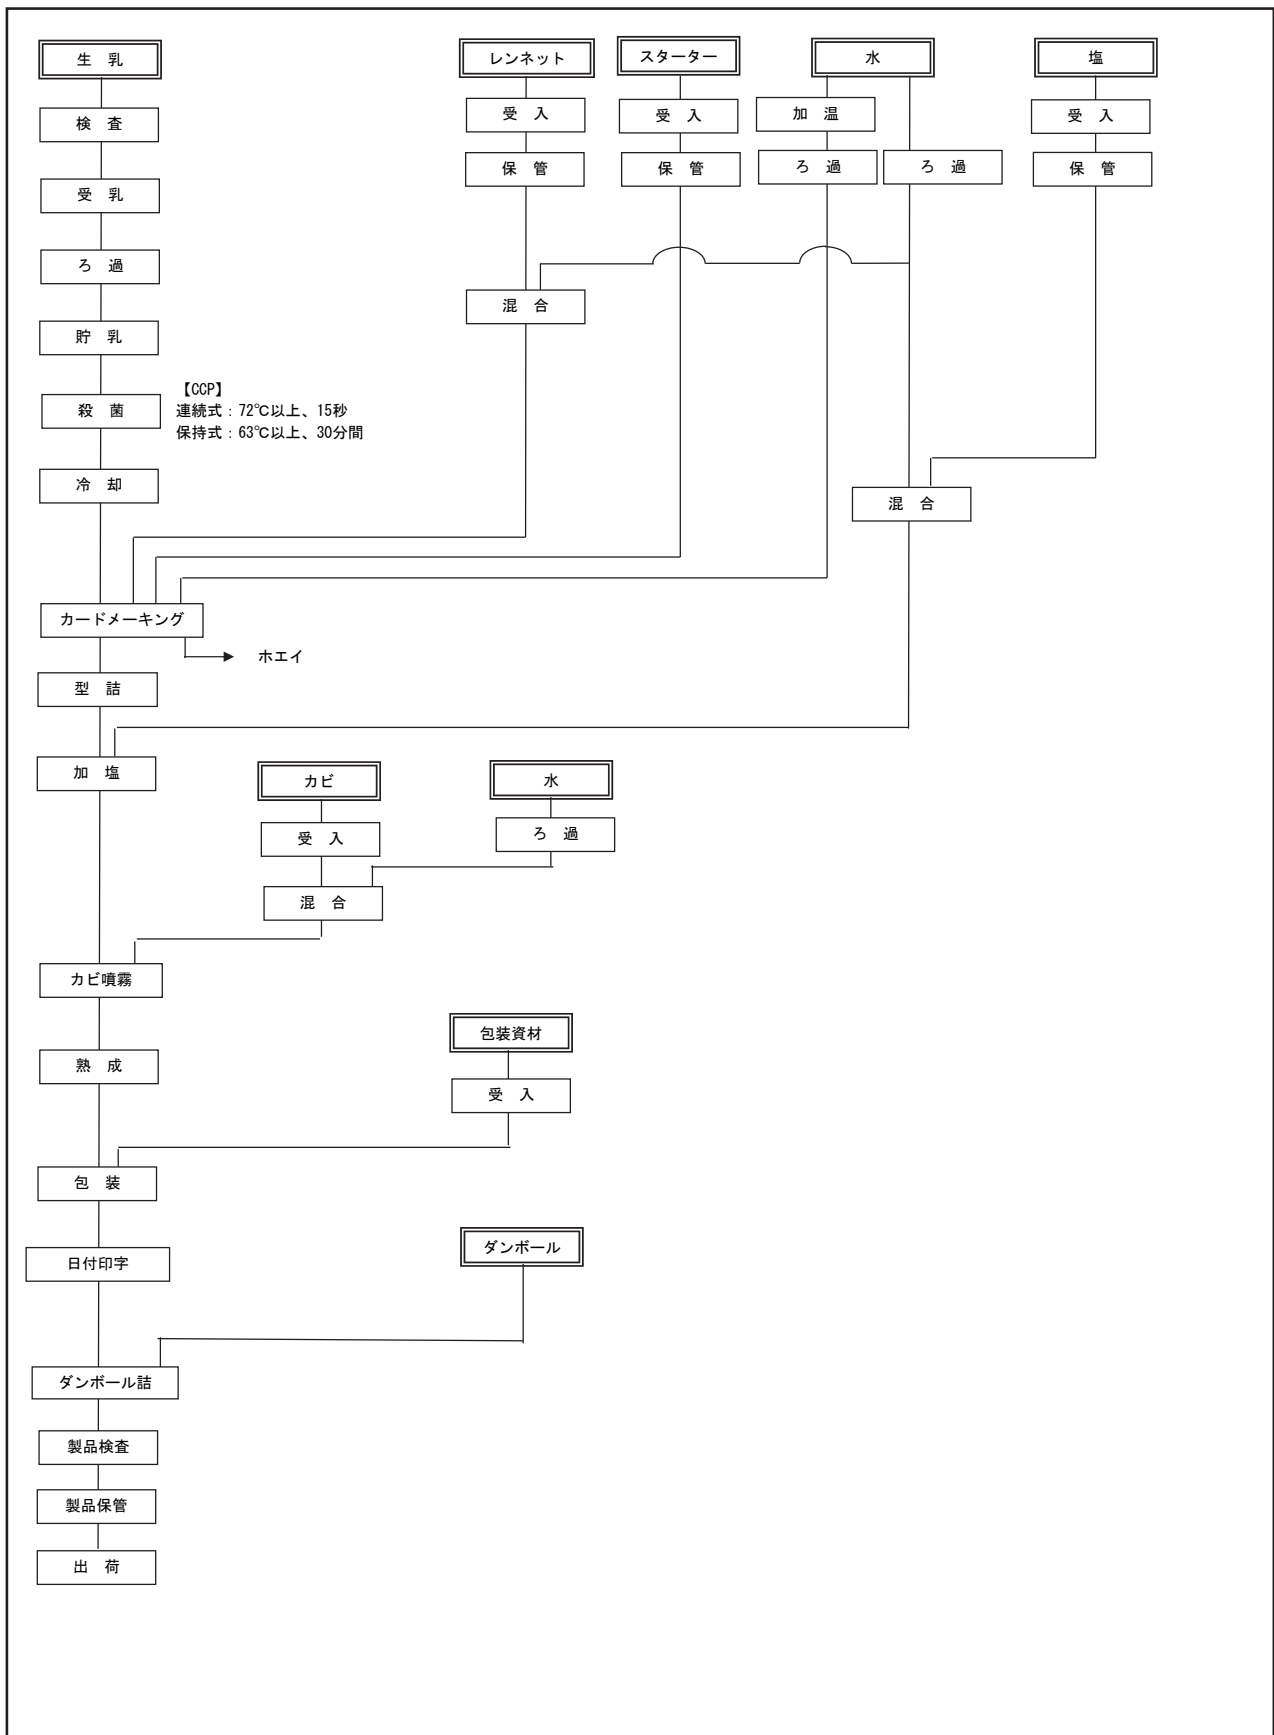 生 乳
レンネット
スターター
水
塩
検 査
受 入
受 入
加 温
受 入
保 管
保 管
ろ 過
ろ 過
保 管
受 乳
ろ 過
混 合
貯 乳
【CCP】
殺 菌
連続式：72℃以上、15秒
保持式：63℃以上、30分間
冷 却
混 合
カードメーキング
ホエイ
型 詰
加 塩
カビ
水
受 入
ろ 過
混 合
カビ噴霧
包装資材
熟 成
受 入
包 装
ダンボール
日付印字
ダンボール詰
製品検査
製品保管
出 荷